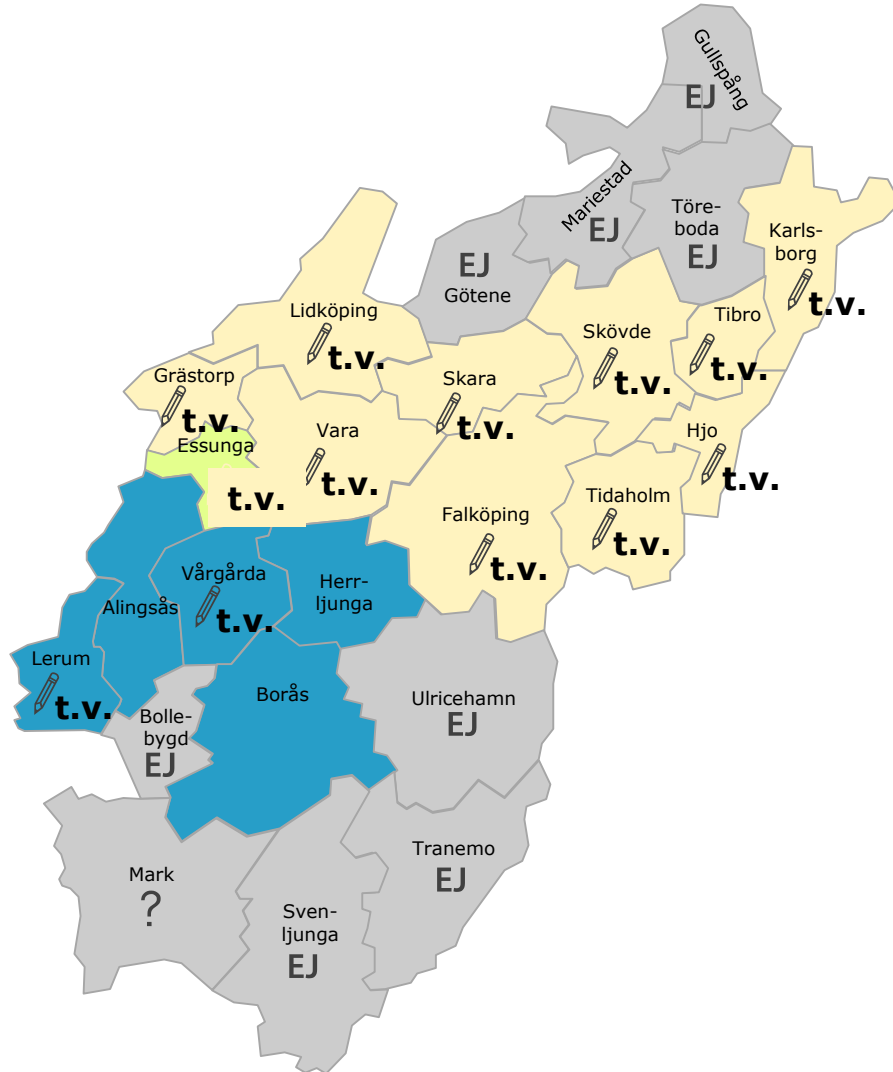 Gullspång
EJ
Mariestad
EJ
Töre-
boda
EJ
Karls-
borg
t.v.
EJ
Götene
Lidköping
t.v.
Skövde
t.v.
Tibro
t.v.
Grästorp
t.v.
Skara
t.v.
Essunga
t.v.
Vara
t.v.
Hjo
t.v.
Falköping
t.v.
Tidaholm
t.v.
Vårgårda
t.v.
Herr-
ljunga
Alingsås
Lerum
t.v.
Borås
Ulricehamn
EJ
Bolle-
bygd
EJ
Tranemo
EJ
Mark
?
Sven-
ljunga
EJ